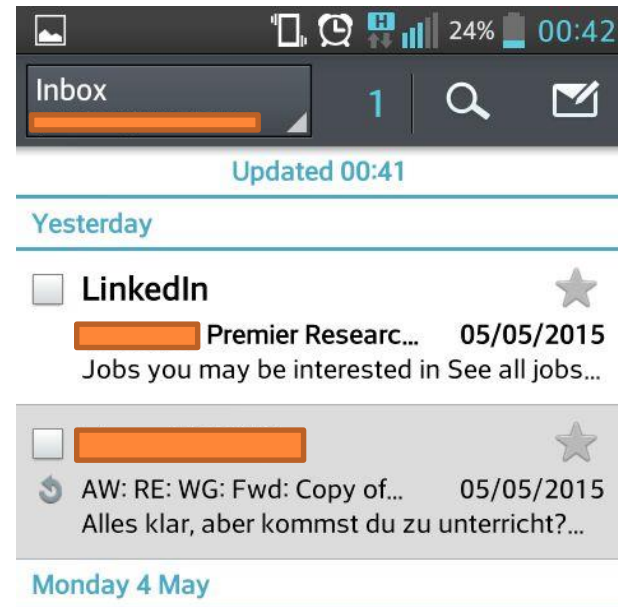 H 24% 00:42
Inbox
1
Updated 00:41
Yesterday
LinkedIn
Premier Researc... 05/05/2015
Jobs you may be interested in See all jobs...
AW: RE: WG: Fwd: Copy of... 05/05/2015
Alles klar, aber kommst du zu unterricht?...
Monday 4 May